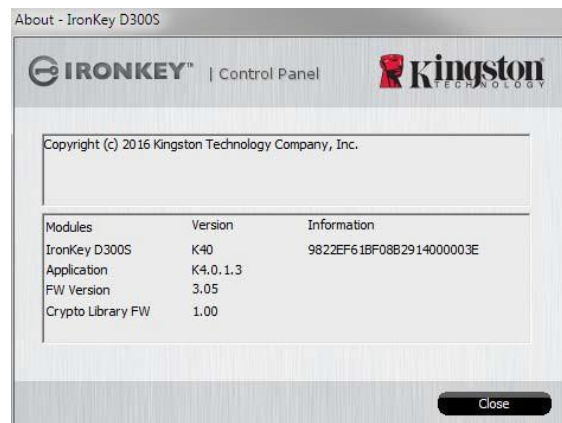 About - IronKey D300S
IRONKEY™ | Control Panel
Kingston
TECHNOLOGY
Copyright (c) 2016 Kingston Technology Company, Inc.
Modules Version Information
IronKey D300S K40 9822EF61BF08B2914000003E
Application K4.0.1.3
FW Version 3.05
Crypto Library FW 1.00
Close